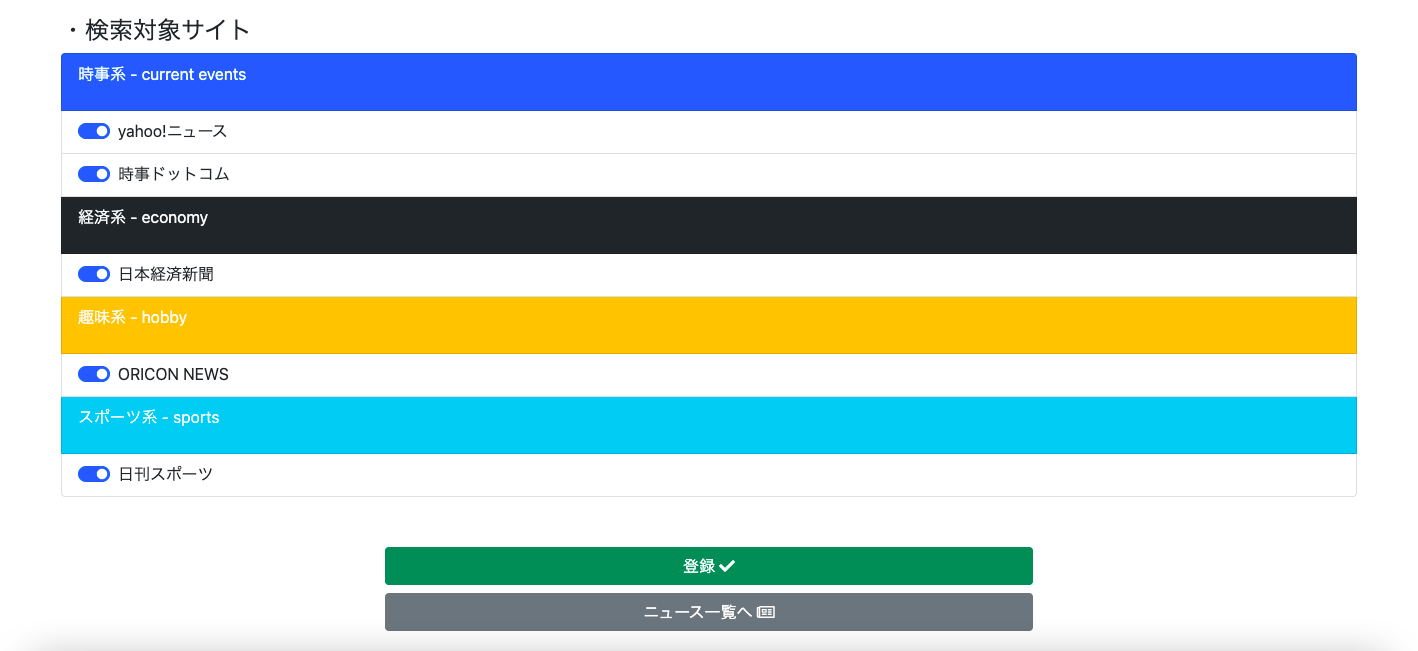 ・検索対象サイト
時事系 - current events
yahoo!ニュース
時事ドットコム
経済系 - economy
日本経済新聞
趣味系 - hobby
ORICON NEWS
スポーツ系 - sports
日刊スポーツ
登録
ニュース一覧へ